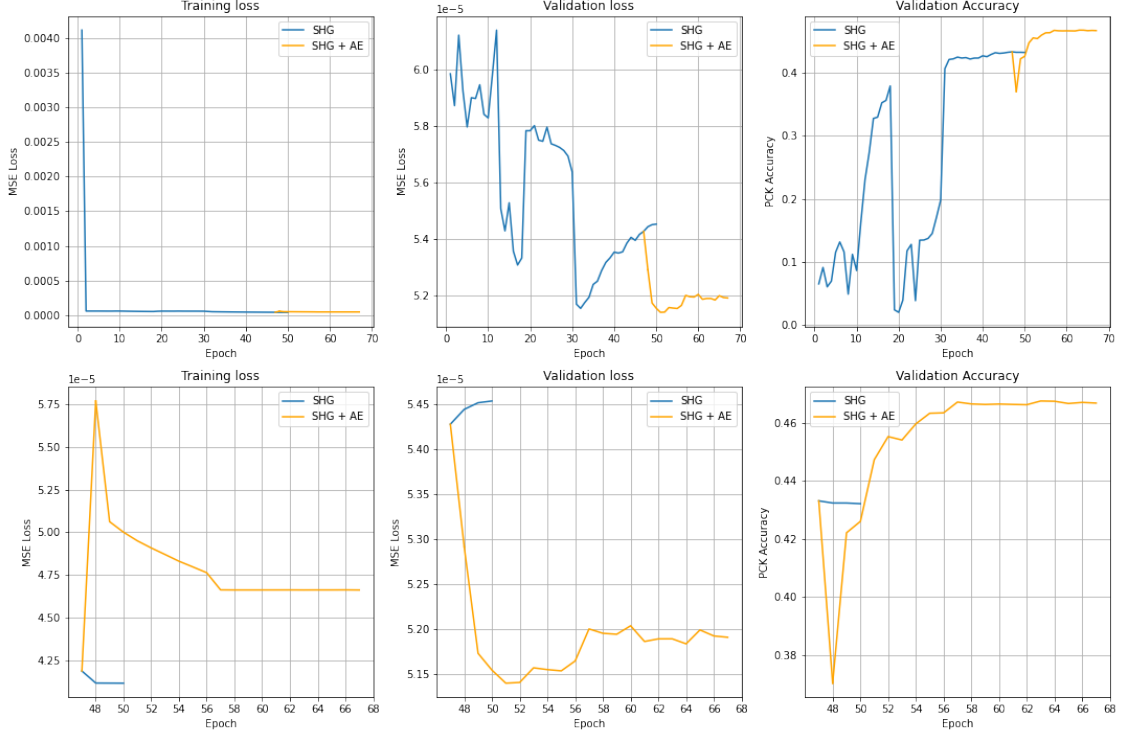 Training loss
SHG
SHG + AE
MSE Loss
0.0040
0.0035
0.0030
0.0025
0.0020
0.0015
0.0010
0.0005
0.0000
0 10 20 30 40 50 60 70
Epoch
Validation loss
1e−5
SHG
SHG + AE
MSE Loss
6.0
5.8
5.6
5.4
5.2
0 10 20 30 40 50 60 70
Epoch
Validation Accuracy
SHG
SHG + AE
PCK Accuracy
0.4
0.3
0.2
0.1
0.0
0 10 20 30 40 50 60 70
Epoch
Training loss
1e−5
SHG
SHG + AE
MSE Loss
5.75
5.50
5.25
5.00
4.75
4.50
4.25
48 50 52 54 56 58 60 62 64 66 68
Epoch
Validation loss
1e−5
SHG
SHG + AE
MSE Loss
5.45
5.40
5.35
5.30
5.25
5.20
5.15
48 50 52 54 56 58 60 62 64 66 68
Epoch
Validation Accuracy
SHG
SHG + AE
PCK Accuracy
0.46
0.44
0.42
0.40
0.38
48 50 52 54 56 58 60 62 64 66 68
Epoch